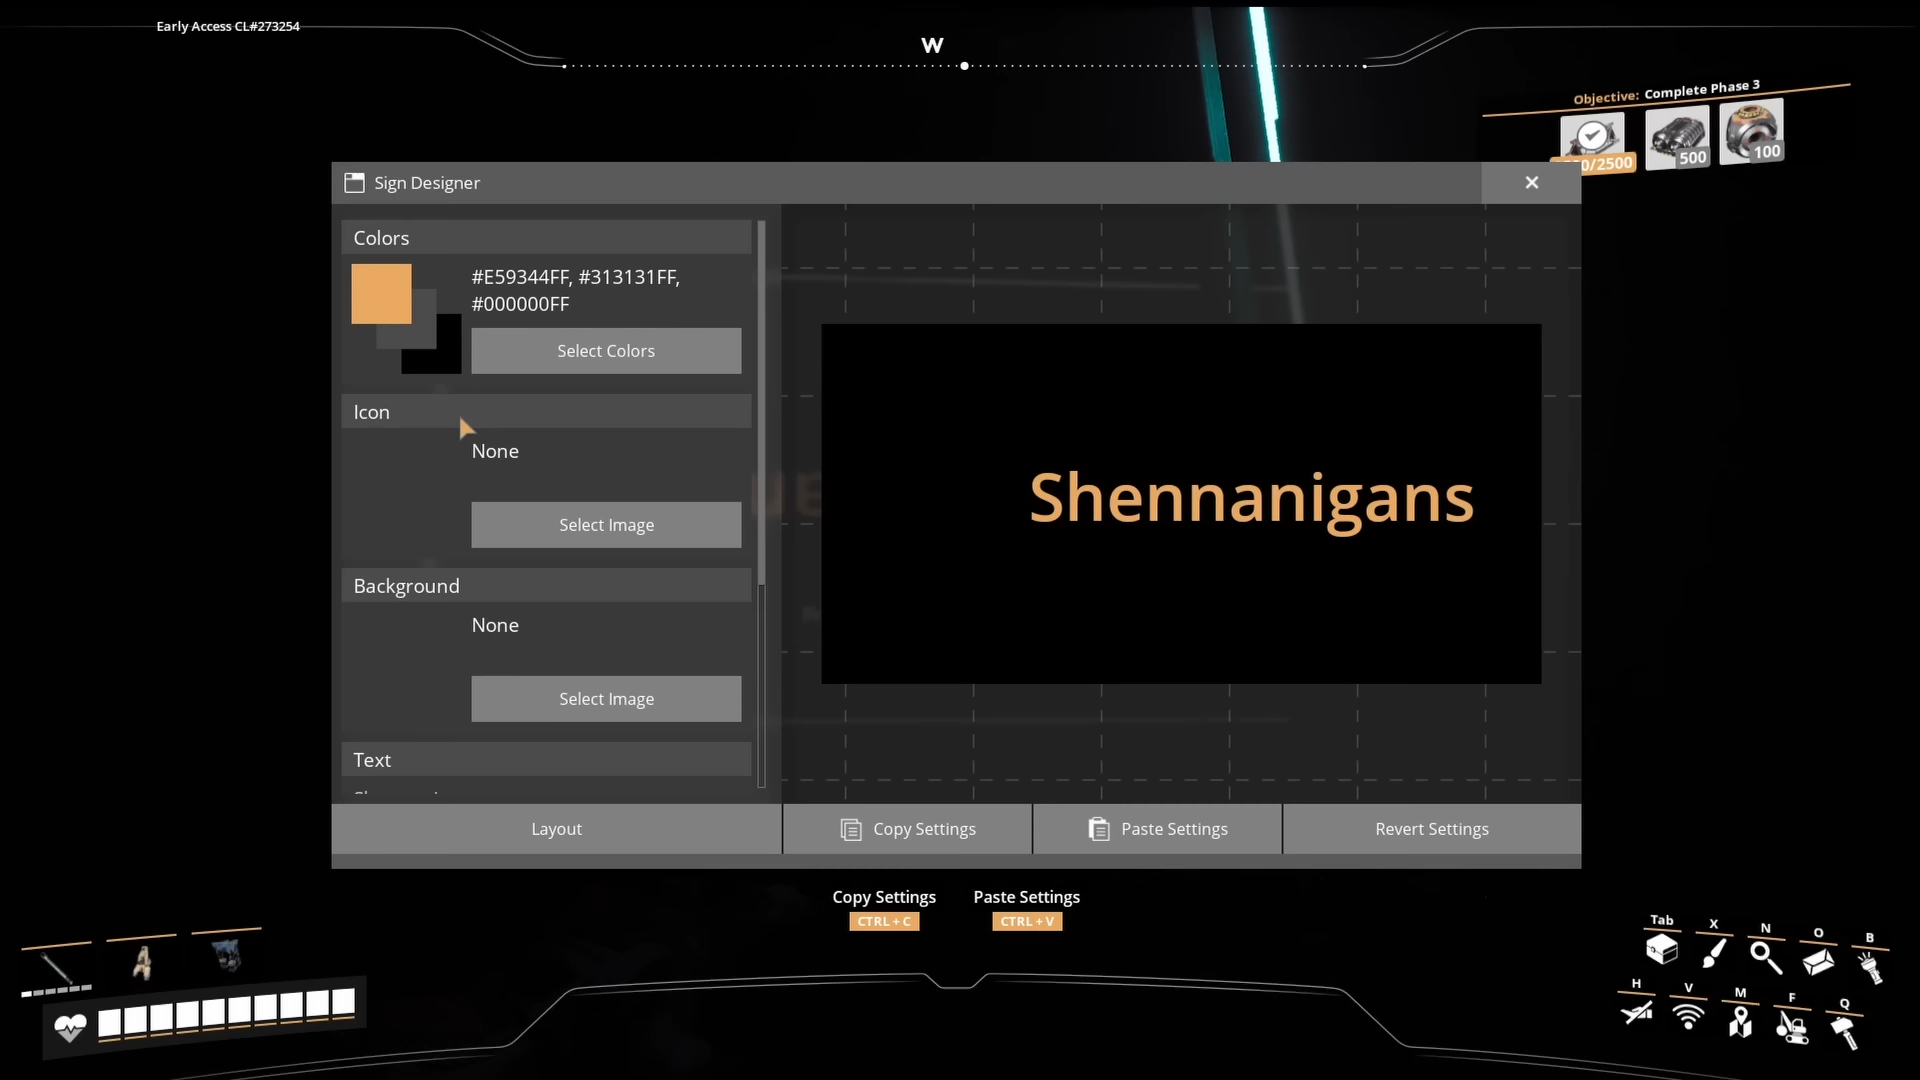 Early Access CL#273254
W
Objective: Complete Phase 3
0/2500
500
100
Sign Designer
Colors
#E59344FF, #313131FF,
#000000FF
Select Colors
Icon
None
Select Image
Background
None
Select Image
Text
Shennanigans
Layout
Copy Settings
Paste Settings
Revert Settings
Copy Settings
Paste Settings
CTRL + C
CTRL + V
Tab
X
N
O
B
H
V
M
F
Q